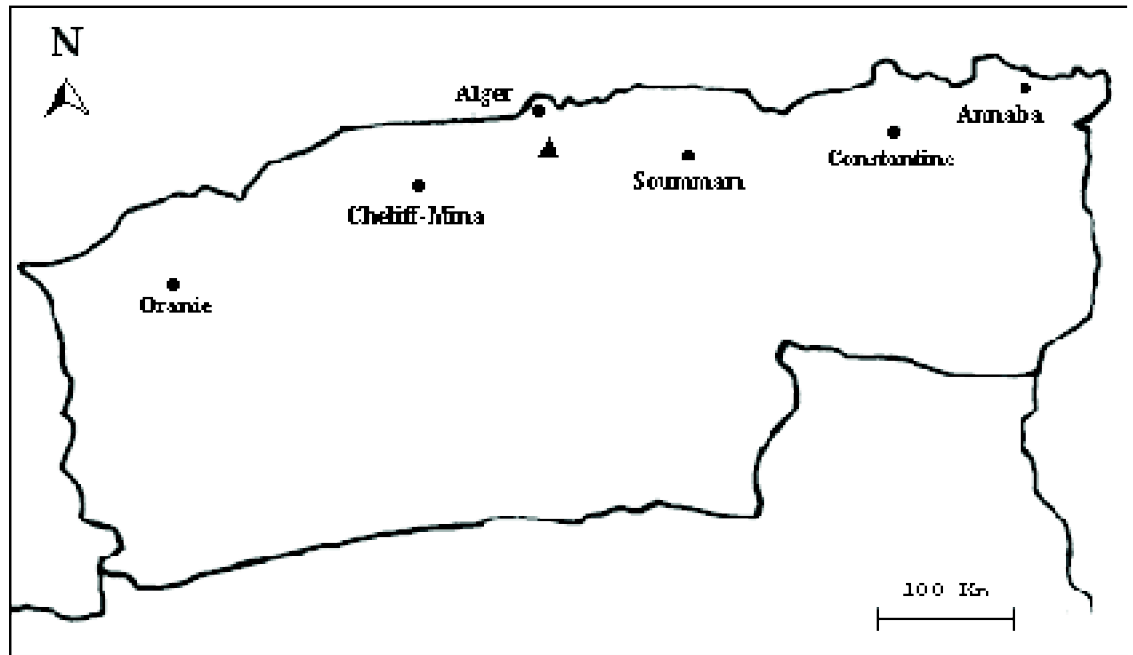 N
Alger
Annaba
Constantine
Soummam
Cheliff-Mina
Oranie
100 Km